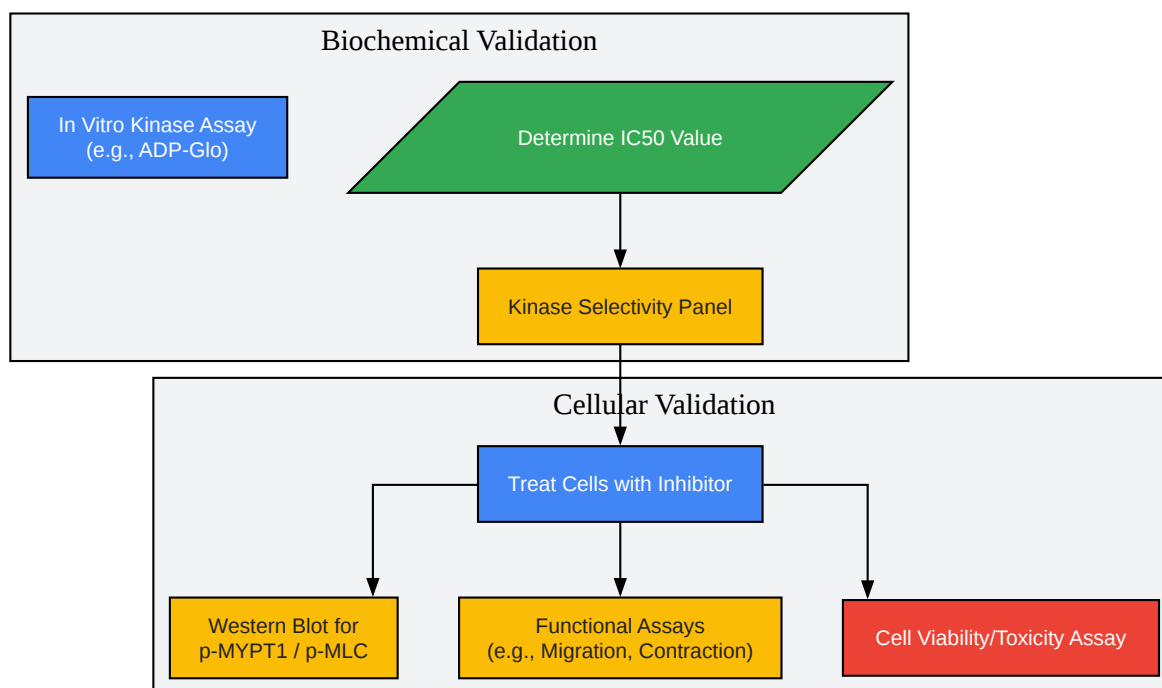 Biochemical Validation
In Vitro Kinase Assay
(e.g., ADP-Glo)
Determine IC50 Value
Kinase Selectivity Panel
Cellular Validation
Treat Cells with Inhibitor
Western Blot for
p-MYPT1 / p-MLC
Functional Assays
(e.g., Migration, Contraction)
Cell Viability/Toxicity Assay